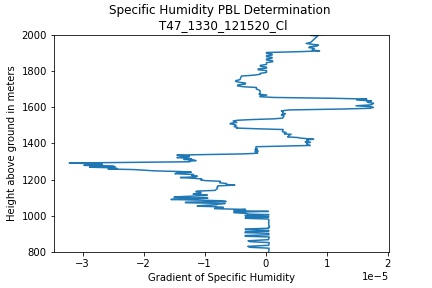 Specific Humidity PBL Determination
T47_1330_121520_Cl
2000
1800
1600
1400
1200
1000
800
Height above ground in meters
−3
−2
−1
0
1
2
1e−5
Gradient of Specific Humidity